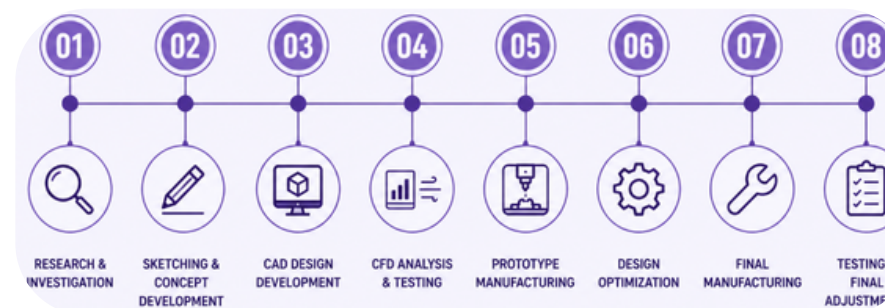 01 02 03 04 05 06 07 08
RESEARCH &
INVESTIGATION
SKETCHING &
CONCEPT
DEVELOPMENT
CAD DESIGN
DEVELOPMENT
CFD ANALYSIS
& TESTING
PROTOTYPE
MANUFACTURING
DESIGN
OPTIMIZATION
FINAL
MANUFACTURING
TESTING
FINAL